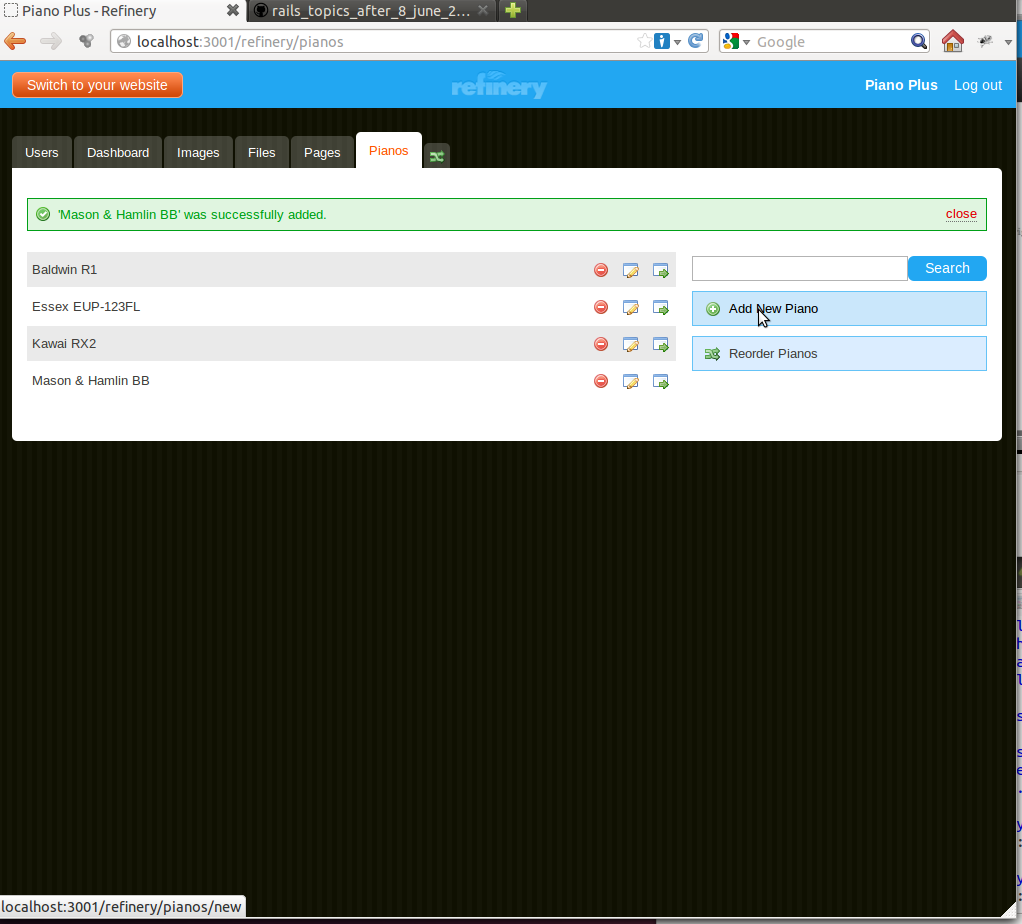 Piano Plus - Refinery
rails_topics_after_8_june_2...
localhost:3001/refinery/pianos
Google
Switch to your website
refinery
Piano Plus
Log out
Users
Dashboard
Images
Files
Pages
Pianos
'Mason & Hamlin BB' was successfully added.
close
Baldwin R1
Essex EUP-123FL
Kawai RX2
Mason & Hamlin BB
Search
Add New Piano
Reorder Pianos
localhost:3001/refinery/pianos/new